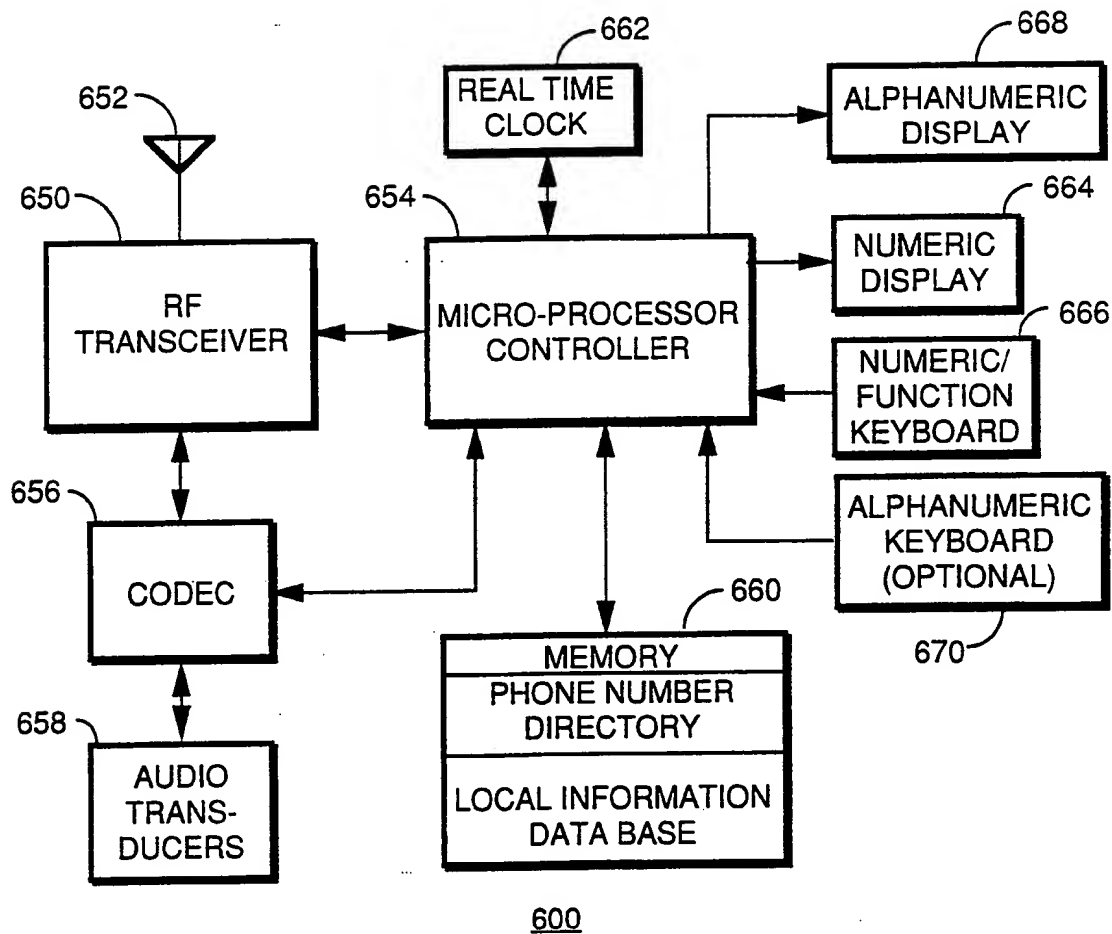 662
REAL TIME
CLOCK
668
ALPHANUMERIC
DISPLAY
652
650
RF
TRANSCEIVER
654
MICRO-PROCESSOR
CONTROLLER
664
NUMERIC
DISPLAY
666
NUMERIC/
FUNCTION
KEYBOARD
656
CODEC
ALPHANUMERIC
KEYBOARD
(OPTIONAL)
670
660
MEMORY
PHONE NUMBER
DIRECTORY
LOCAL INFORMATION
DATA BASE
658
AUDIO
TRANS-
DUCERS
600